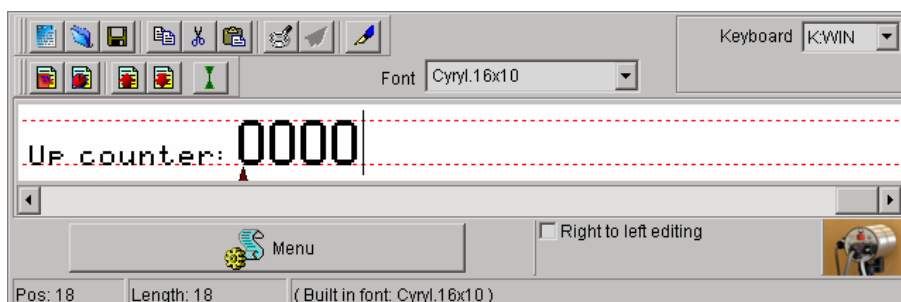 Keyboard K:WIN
Font Cyryl.16x10
Up counter: 0000
Menu
Right to left editing
Pos: 18 Length: 18 ( Built in font: Cyryl.16x10 )